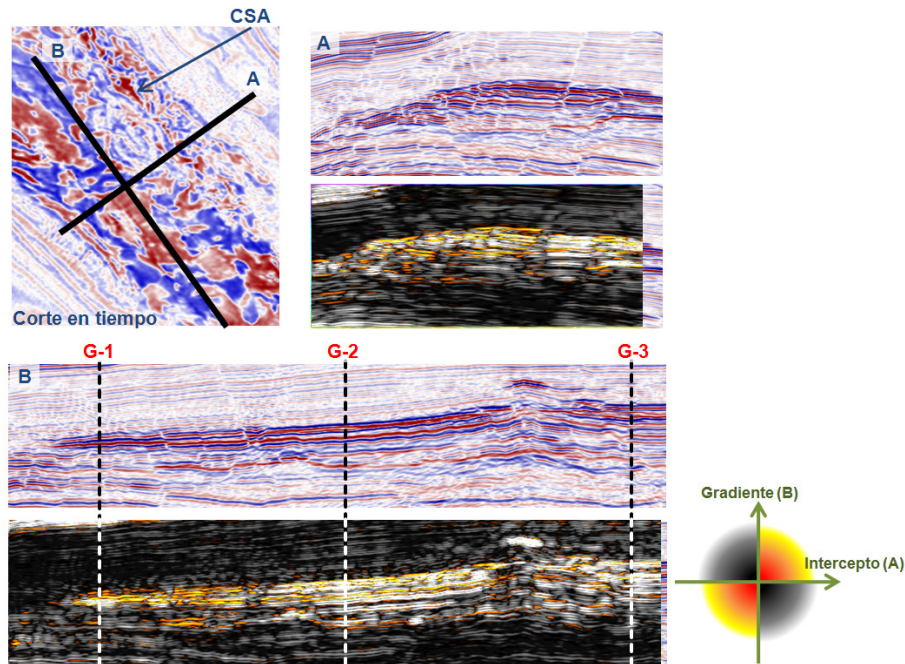 CSA
B
A
Corte en tiempo
A
G-1
G-2
G-3
B
Gradiente (B)
Intercepto (A)